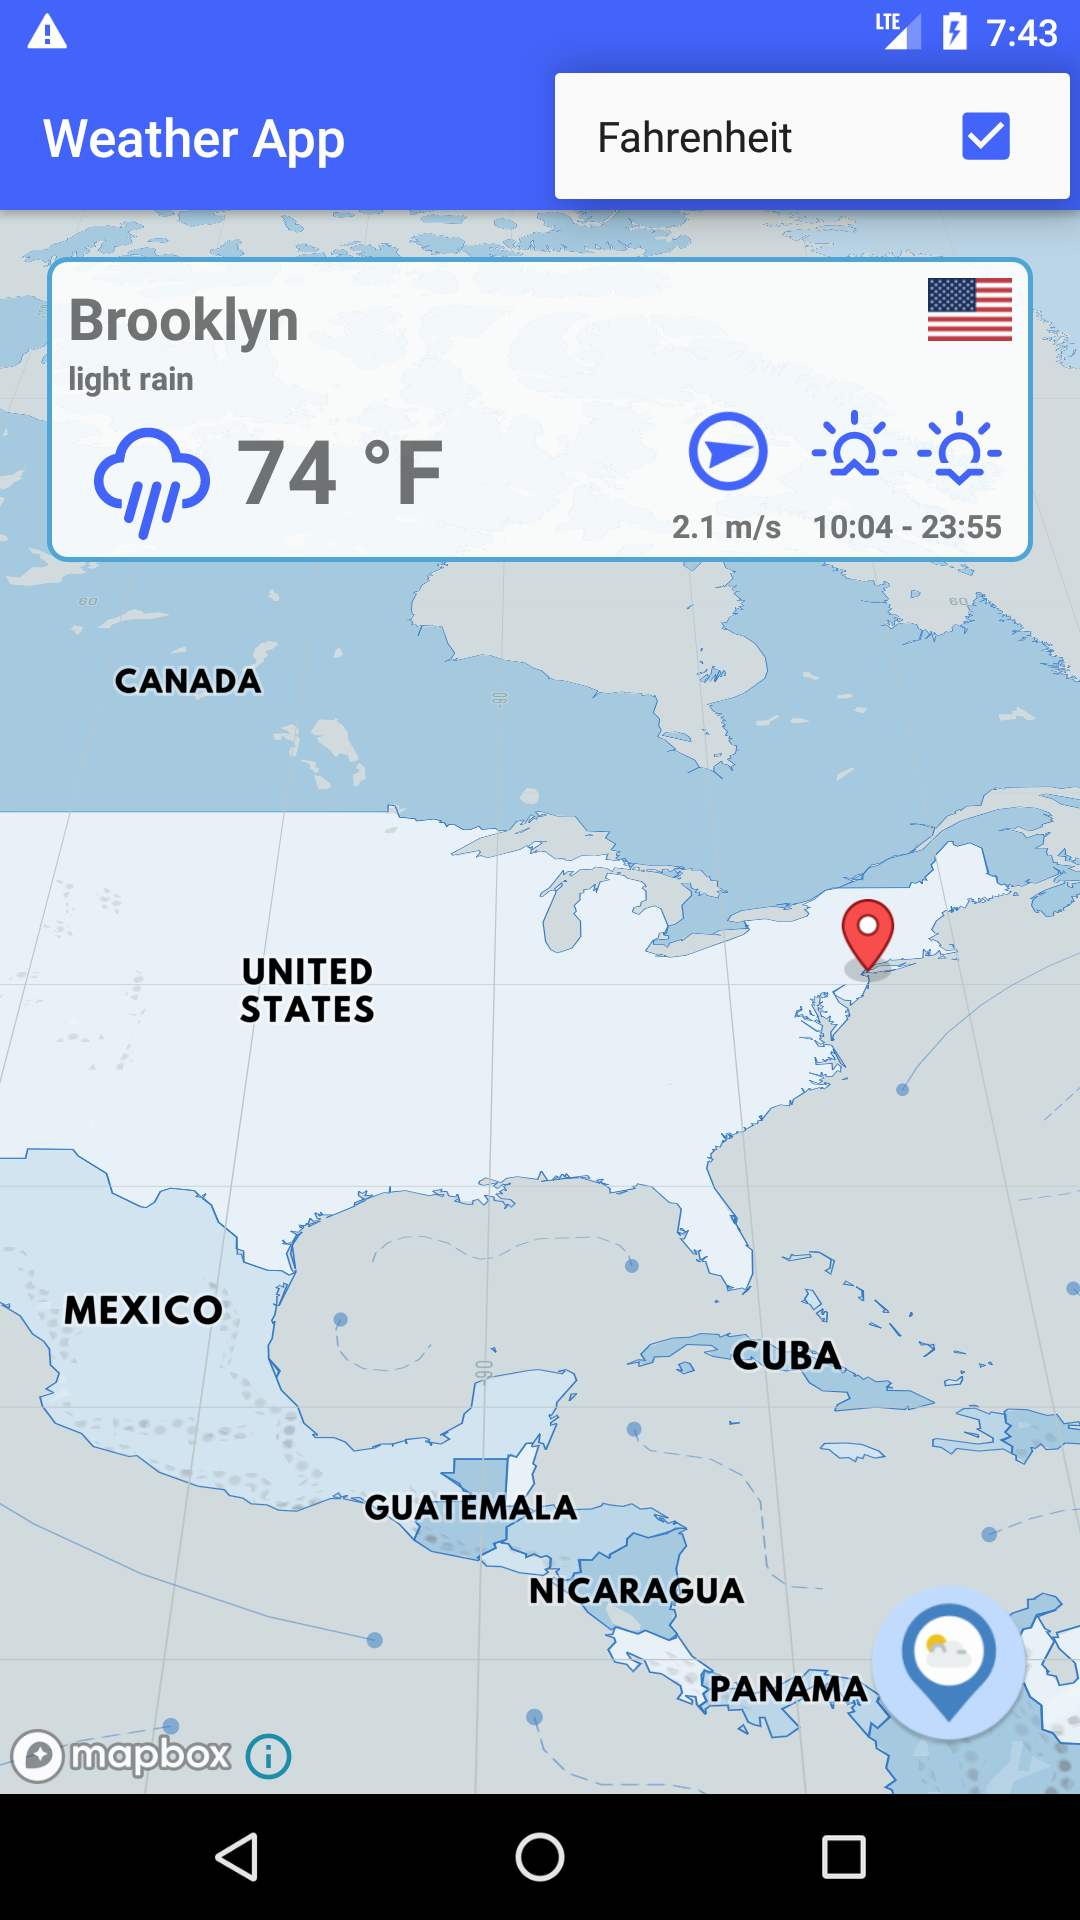 LTE 7:43
Weather App
Fahrenheit
Brooklyn
light rain
74 °F
2.1 m/s 10:04 - 23:55
60 60
CANADA
90
UNITED
STATES
MEXICO
CUBA
-90
GUATEMALA
NICARAGUA
PANAMA
mapbox